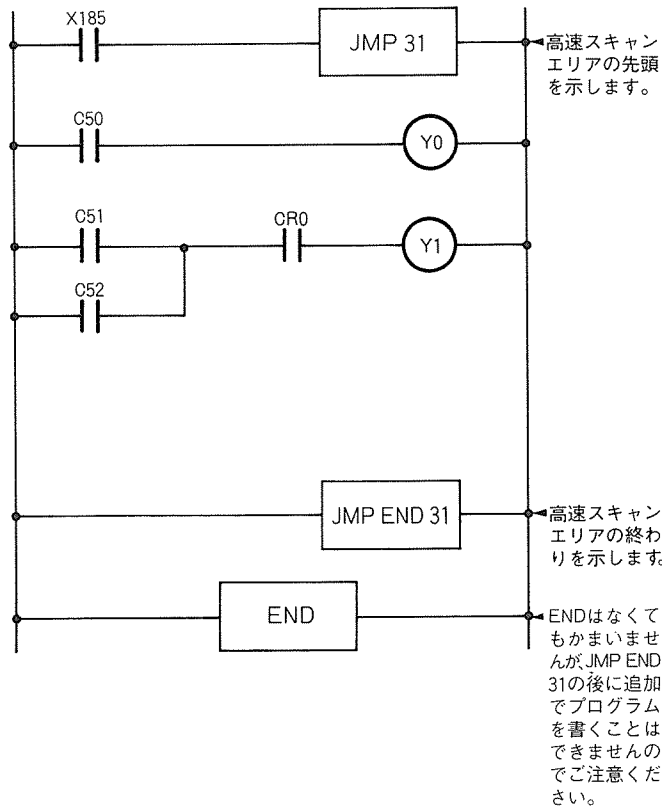 X185
JMP 31
高速スキャン
エリアの先頭
を示します。
C50
Y0
C51
CR0
Y1
C52
JMP END 31
高速スキャン
エリアの終わ
りを示します。
END
ENDはなくて
もかまいませ
んが、JMP END
31の後に追加
でプログラム
を書くことは
できませんの
でご注意くだ
さい。